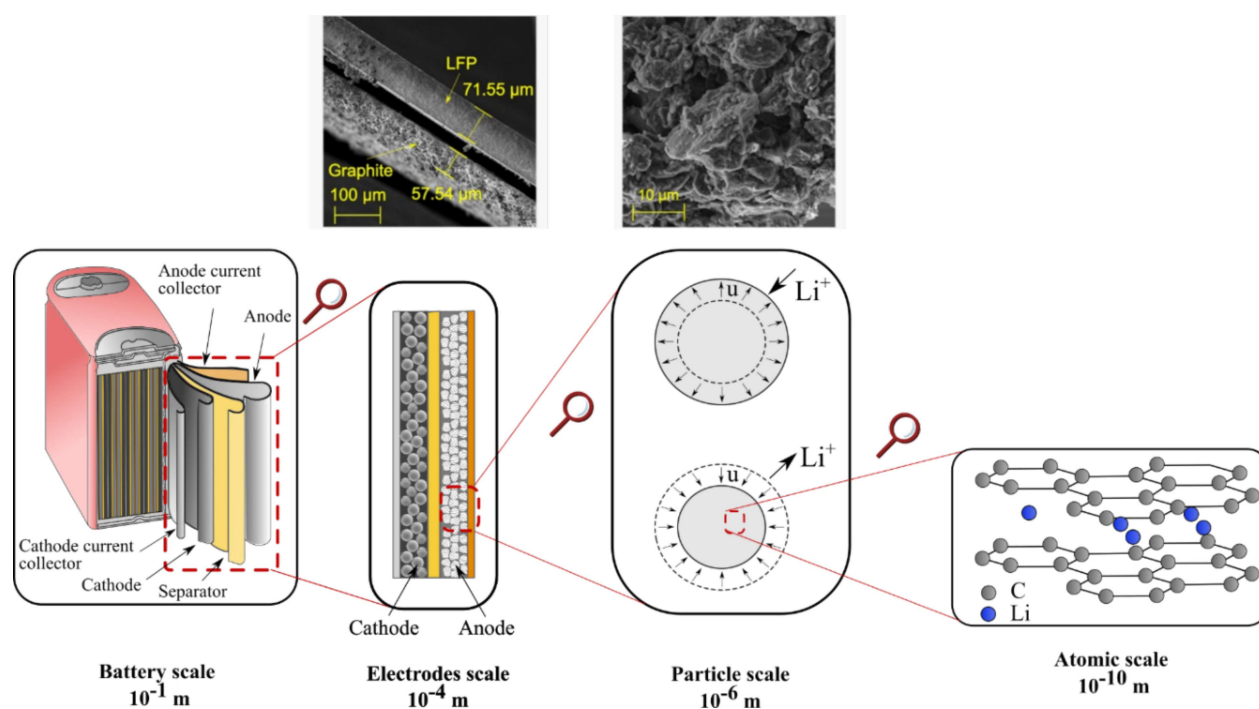 LFP
71.55 µm
Graphite
57.54 µm
100 µm
10 µm
Anode current
collector
Anode
Cathode current
collector
Cathode
Separator
Cathode
Anode
u
Li⁺
u
Li⁺
C
Li
Battery scale
10⁻¹ m
Electrodes scale
10⁻⁴ m
Particle scale
10⁻⁶ m
Atomic scale
10⁻¹⁰ m